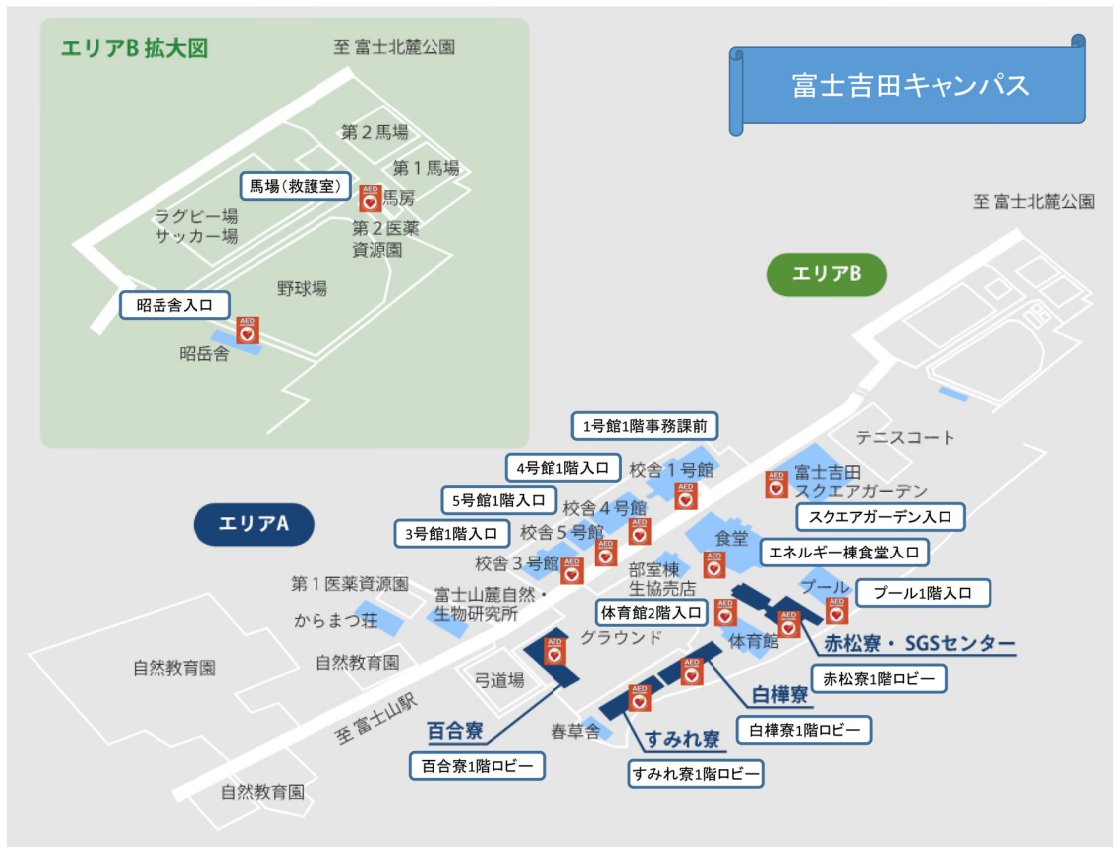 エリアB 拡大図
至 富士北麓公園
第2馬場
第1馬場
馬場(救護室)
AED
馬房
ラグビー場
サッカー場
第2医薬
資源園
野球場
昭岳舎入口
AED
昭岳舎
富士吉田キャンパス
至 富士北麓公園
エリアB
テニスコート
1号館1階事務課前
校舎1号館
AED
4号館1階入口
校舎4号館
AED
5号館1階入口
校舎5号館
AED
3号館1階入口
校舎3号館
AED
エリアA
AED
富士吉田
スクエアガーデン
スクエアガーデン入口
食堂
AED
エネルギー棟食堂入口
部室棟
生協売店
プール
AED
プール1階入口
体育館2階入口
AED
体育館
AED
赤松寮・SGSセンター
赤松寮1階ロビー
第1医薬資源園
からまつ荘
富士山麓自然・
生物研究所
自然教育園
自然教育園
自然教育園
至 富士山駅
グラウンド
弓道場
AED
百合寮
百合寮1階ロビー
春草舎
AED
すみれ寮
すみれ寮1階ロビー
AED
白樺寮
白樺寮1階ロビー